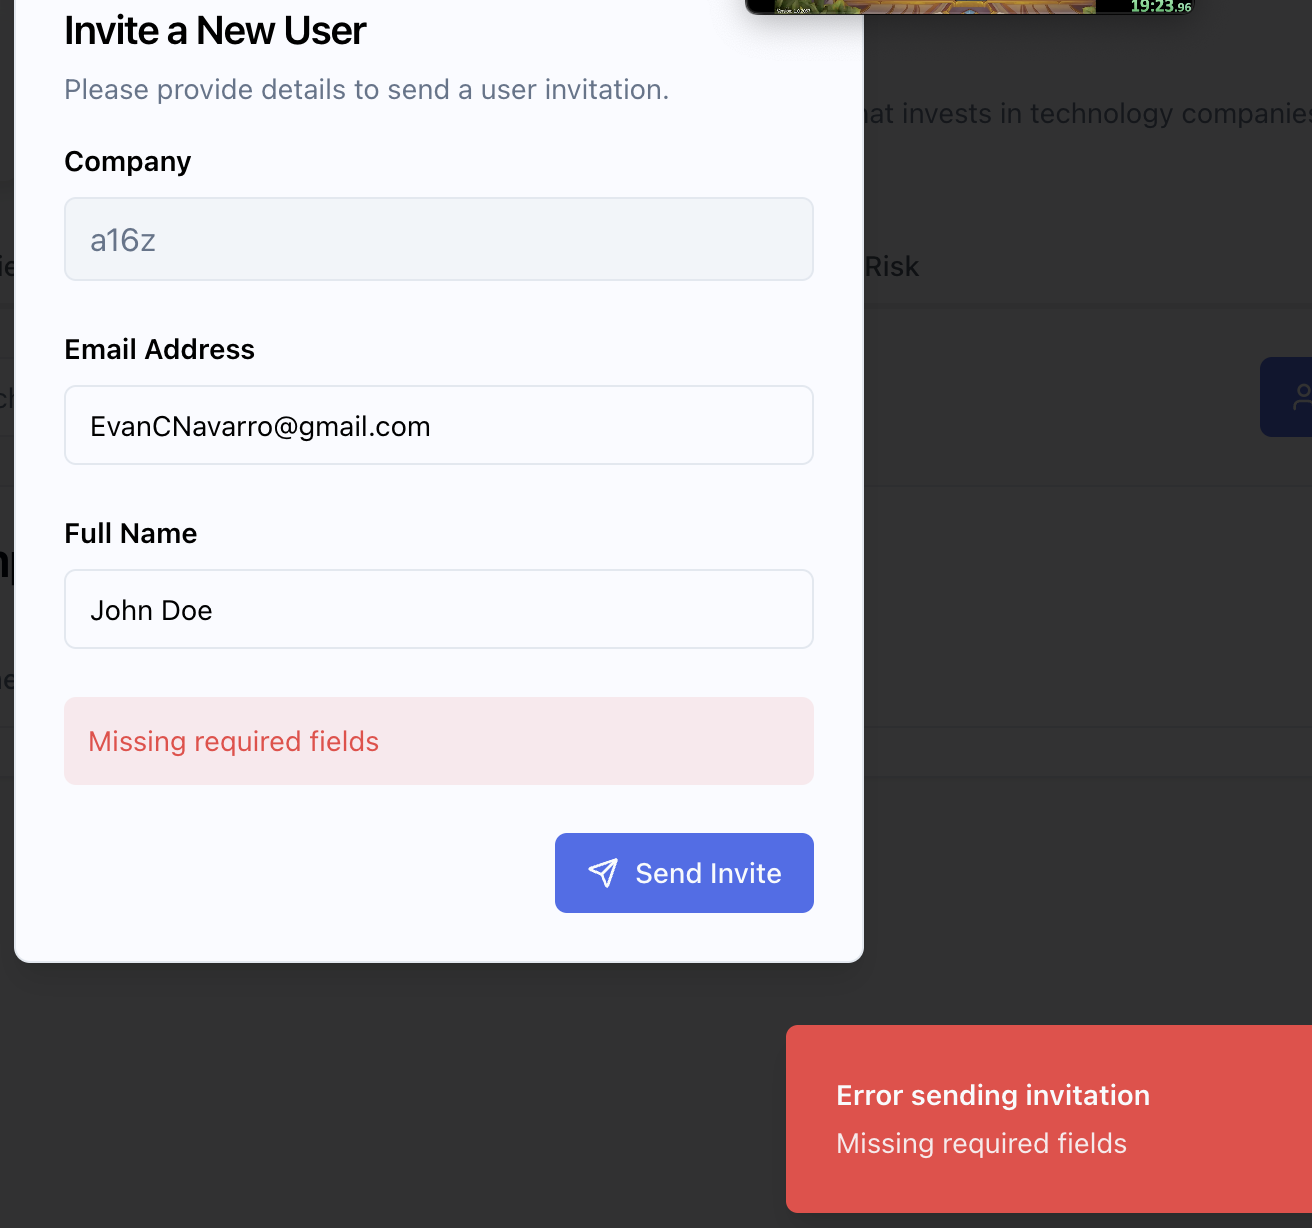 19:23.96
Invite a New User
Please provide details to send a user invitation.
at invests in technology companies
Company
a16z
Risk
Email Address
EvanCNavarro@gmail.com
Full Name
John Doe
Missing required fields
Send Invite
Error sending invitation
Missing required fields